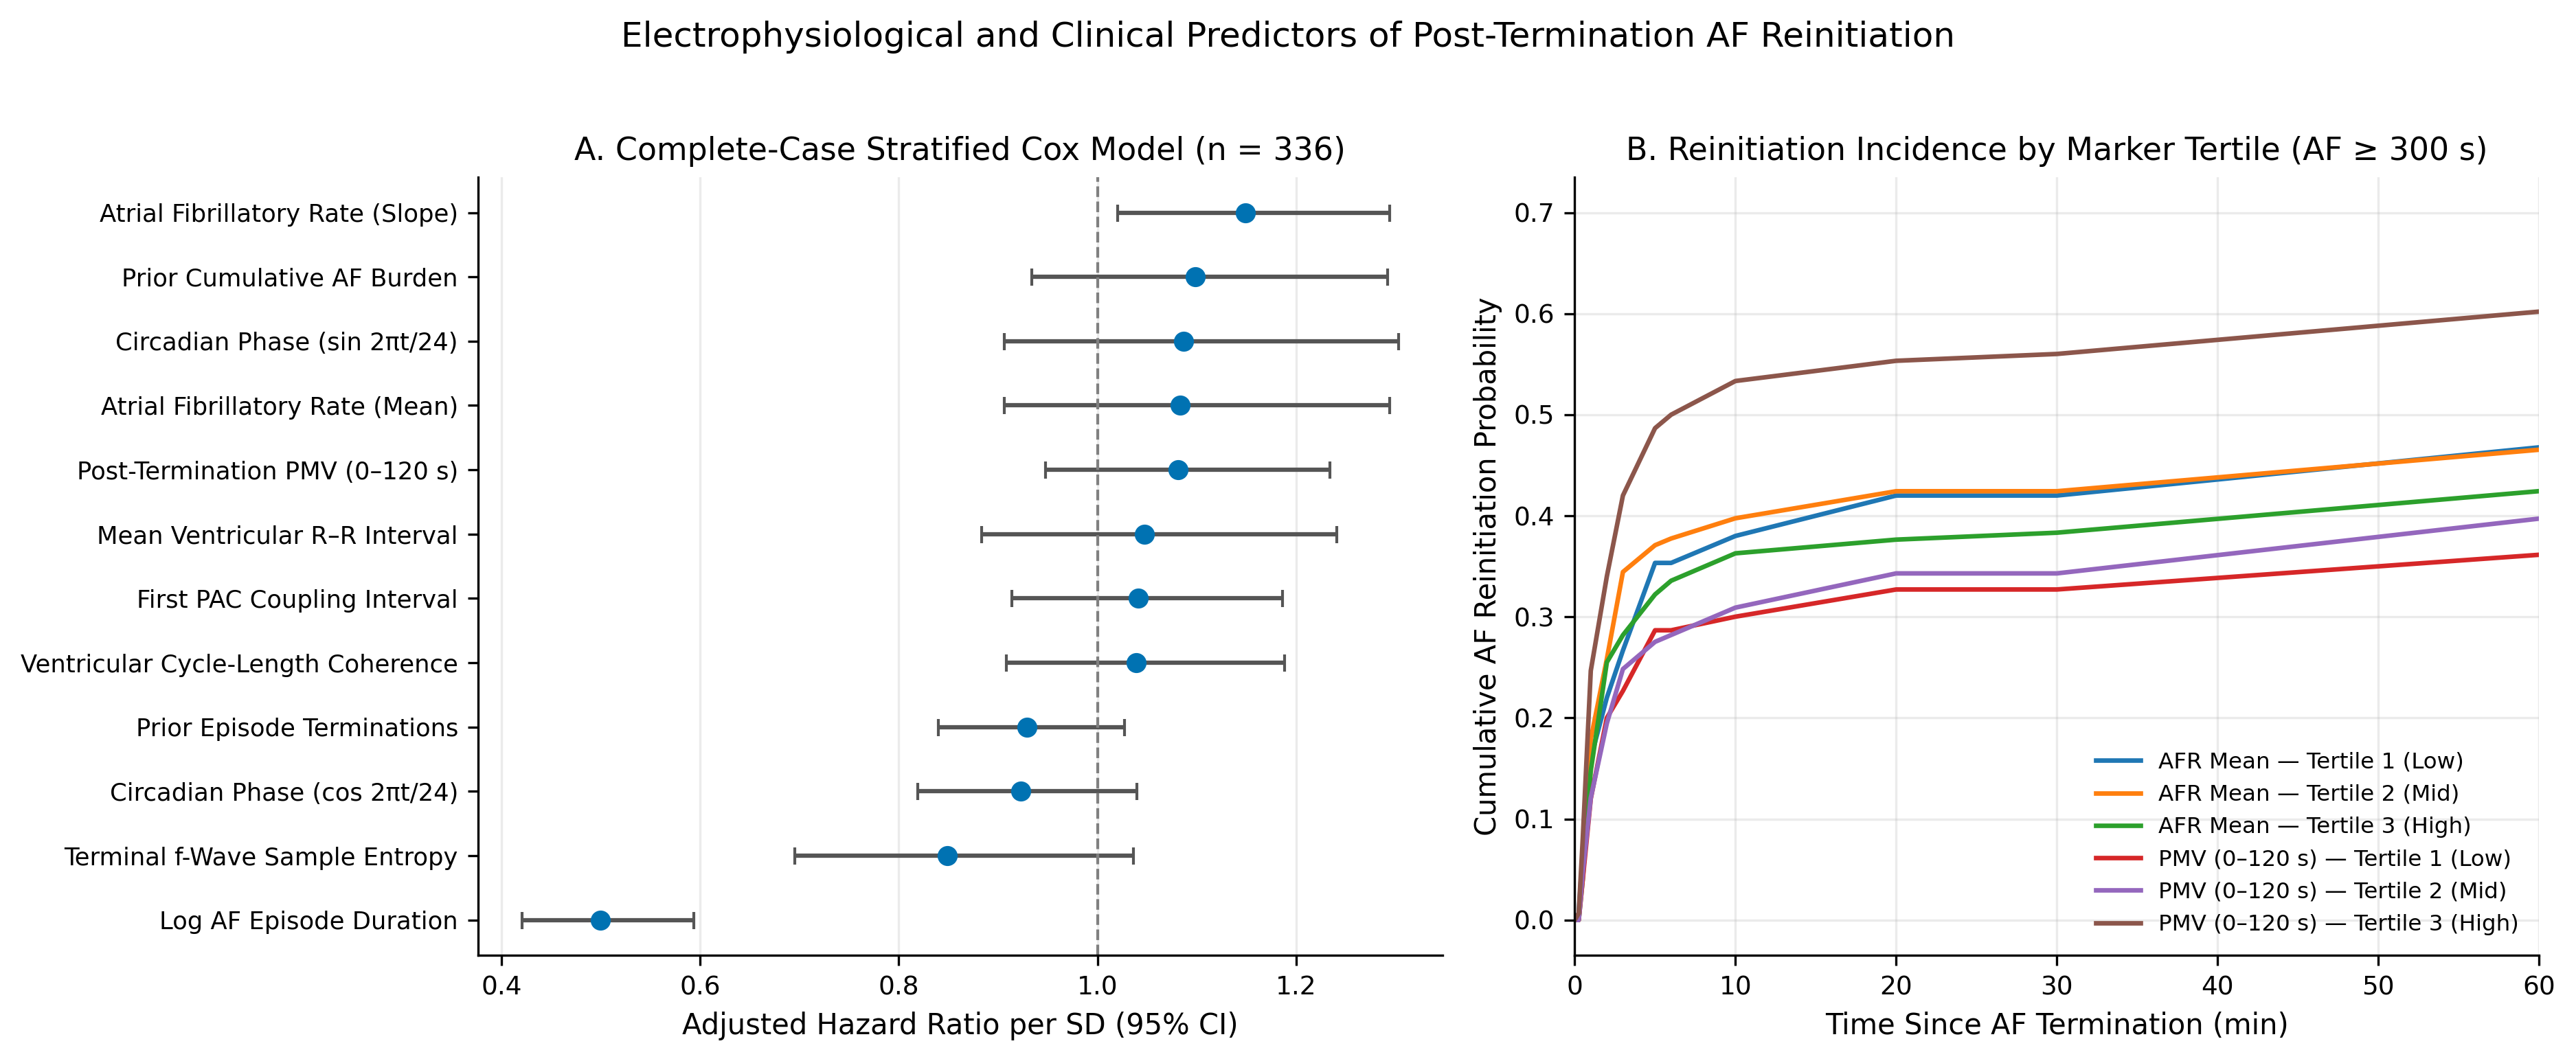 Electrophysiological and Clinical Predictors of Post-Termination AF Reinitiation
A. Complete-Case Stratified Cox Model (n = 336)
Atrial Fibrillatory Rate (Slope)
Prior Cumulative AF Burden
Circadian Phase (sin 2πt/24)
Atrial Fibrillatory Rate (Mean)
Post-Termination PMV (0–120 s)
Mean Ventricular R–R Interval
First PAC Coupling Interval
Ventricular Cycle-Length Coherence
Prior Episode Terminations
Circadian Phase (cos 2πt/24)
Terminal f-Wave Sample Entropy
Log AF Episode Duration
0.4 0.6 0.8 1.0 1.2
Adjusted Hazard Ratio per SD (95% CI)
B. Reinitiation Incidence by Marker Tertile (AF ≥ 300 s)
Cumulative AF Reinitiation Probability
0.7
0.6
0.5
0.4
0.3
0.2
0.1
0.0
AFR Mean — Tertile 1 (Low)
AFR Mean — Tertile 2 (Mid)
AFR Mean — Tertile 3 (High)
PMV (0–120 s) — Tertile 1 (Low)
PMV (0–120 s) — Tertile 2 (Mid)
PMV (0–120 s) — Tertile 3 (High)
0 10 20 30 40 50 60
Time Since AF Termination (min)